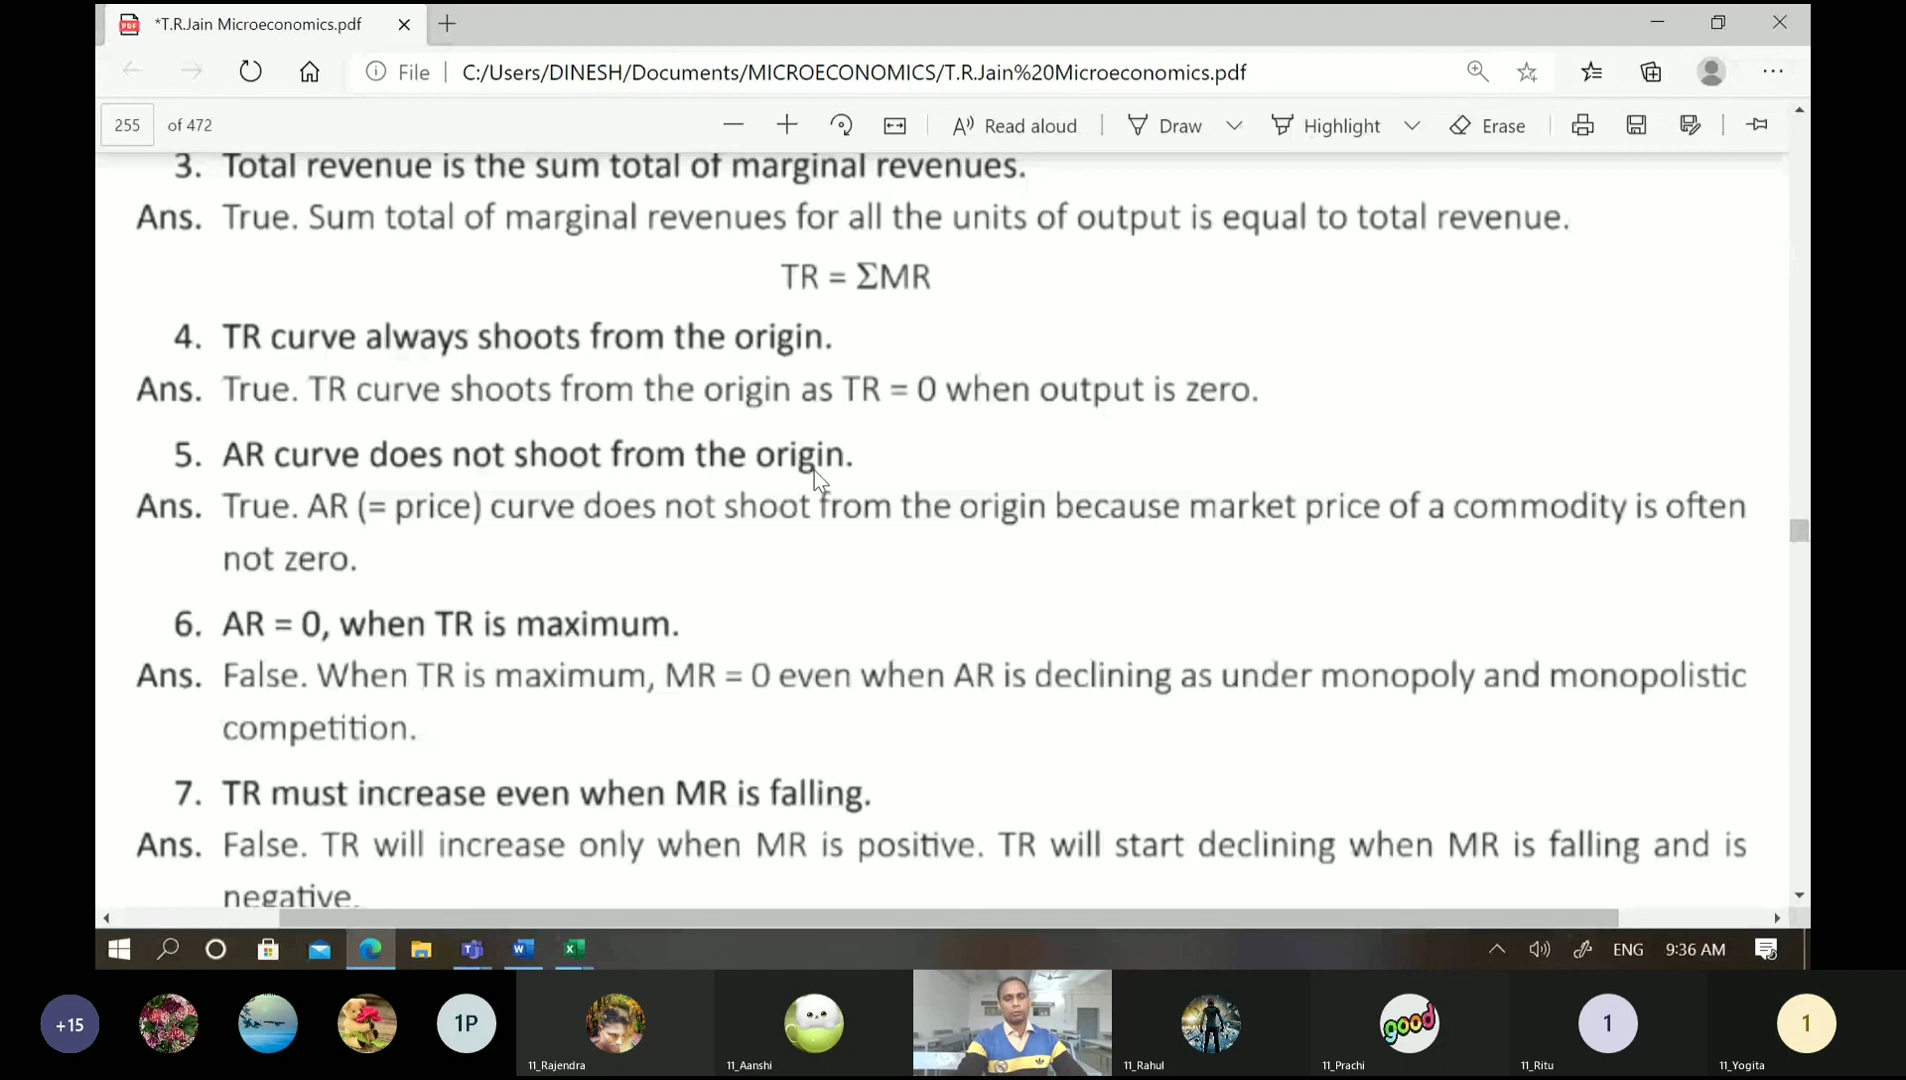 *T.R.Jain Microeconomics.pdf
File C:/Users/DINESH/Documents/MICROECONOMICS/T.R.Jain%20Microeconomics.pdf
255 of 472 Read aloud Draw Highlight Erase
3. Total revenue is the sum total of marginal revenues.
Ans. True. Sum total of marginal revenues for all the units of output is equal to total revenue.
TR = ΣMR
4. TR curve always shoots from the origin.
Ans. True. TR curve shoots from the origin as TR = 0 when output is zero.
5. AR curve does not shoot from the origin.
Ans. True. AR (= price) curve does not shoot from the origin because market price of a commodity is often
not zero.
6. AR = 0, when TR is maximum.
Ans. False. When TR is maximum, MR = 0 even when AR is declining as under monopoly and monopolistic
competition.
7. TR must increase even when MR is falling.
Ans. False. TR will increase only when MR is positive. TR will start declining when MR is falling and is
negative.
ENG 9:36 AM
+15 1P good 1 1
11_Rajendra 11_Aanshi 11_Rahul 11_Prachi 11_Ritu 11_Yogita